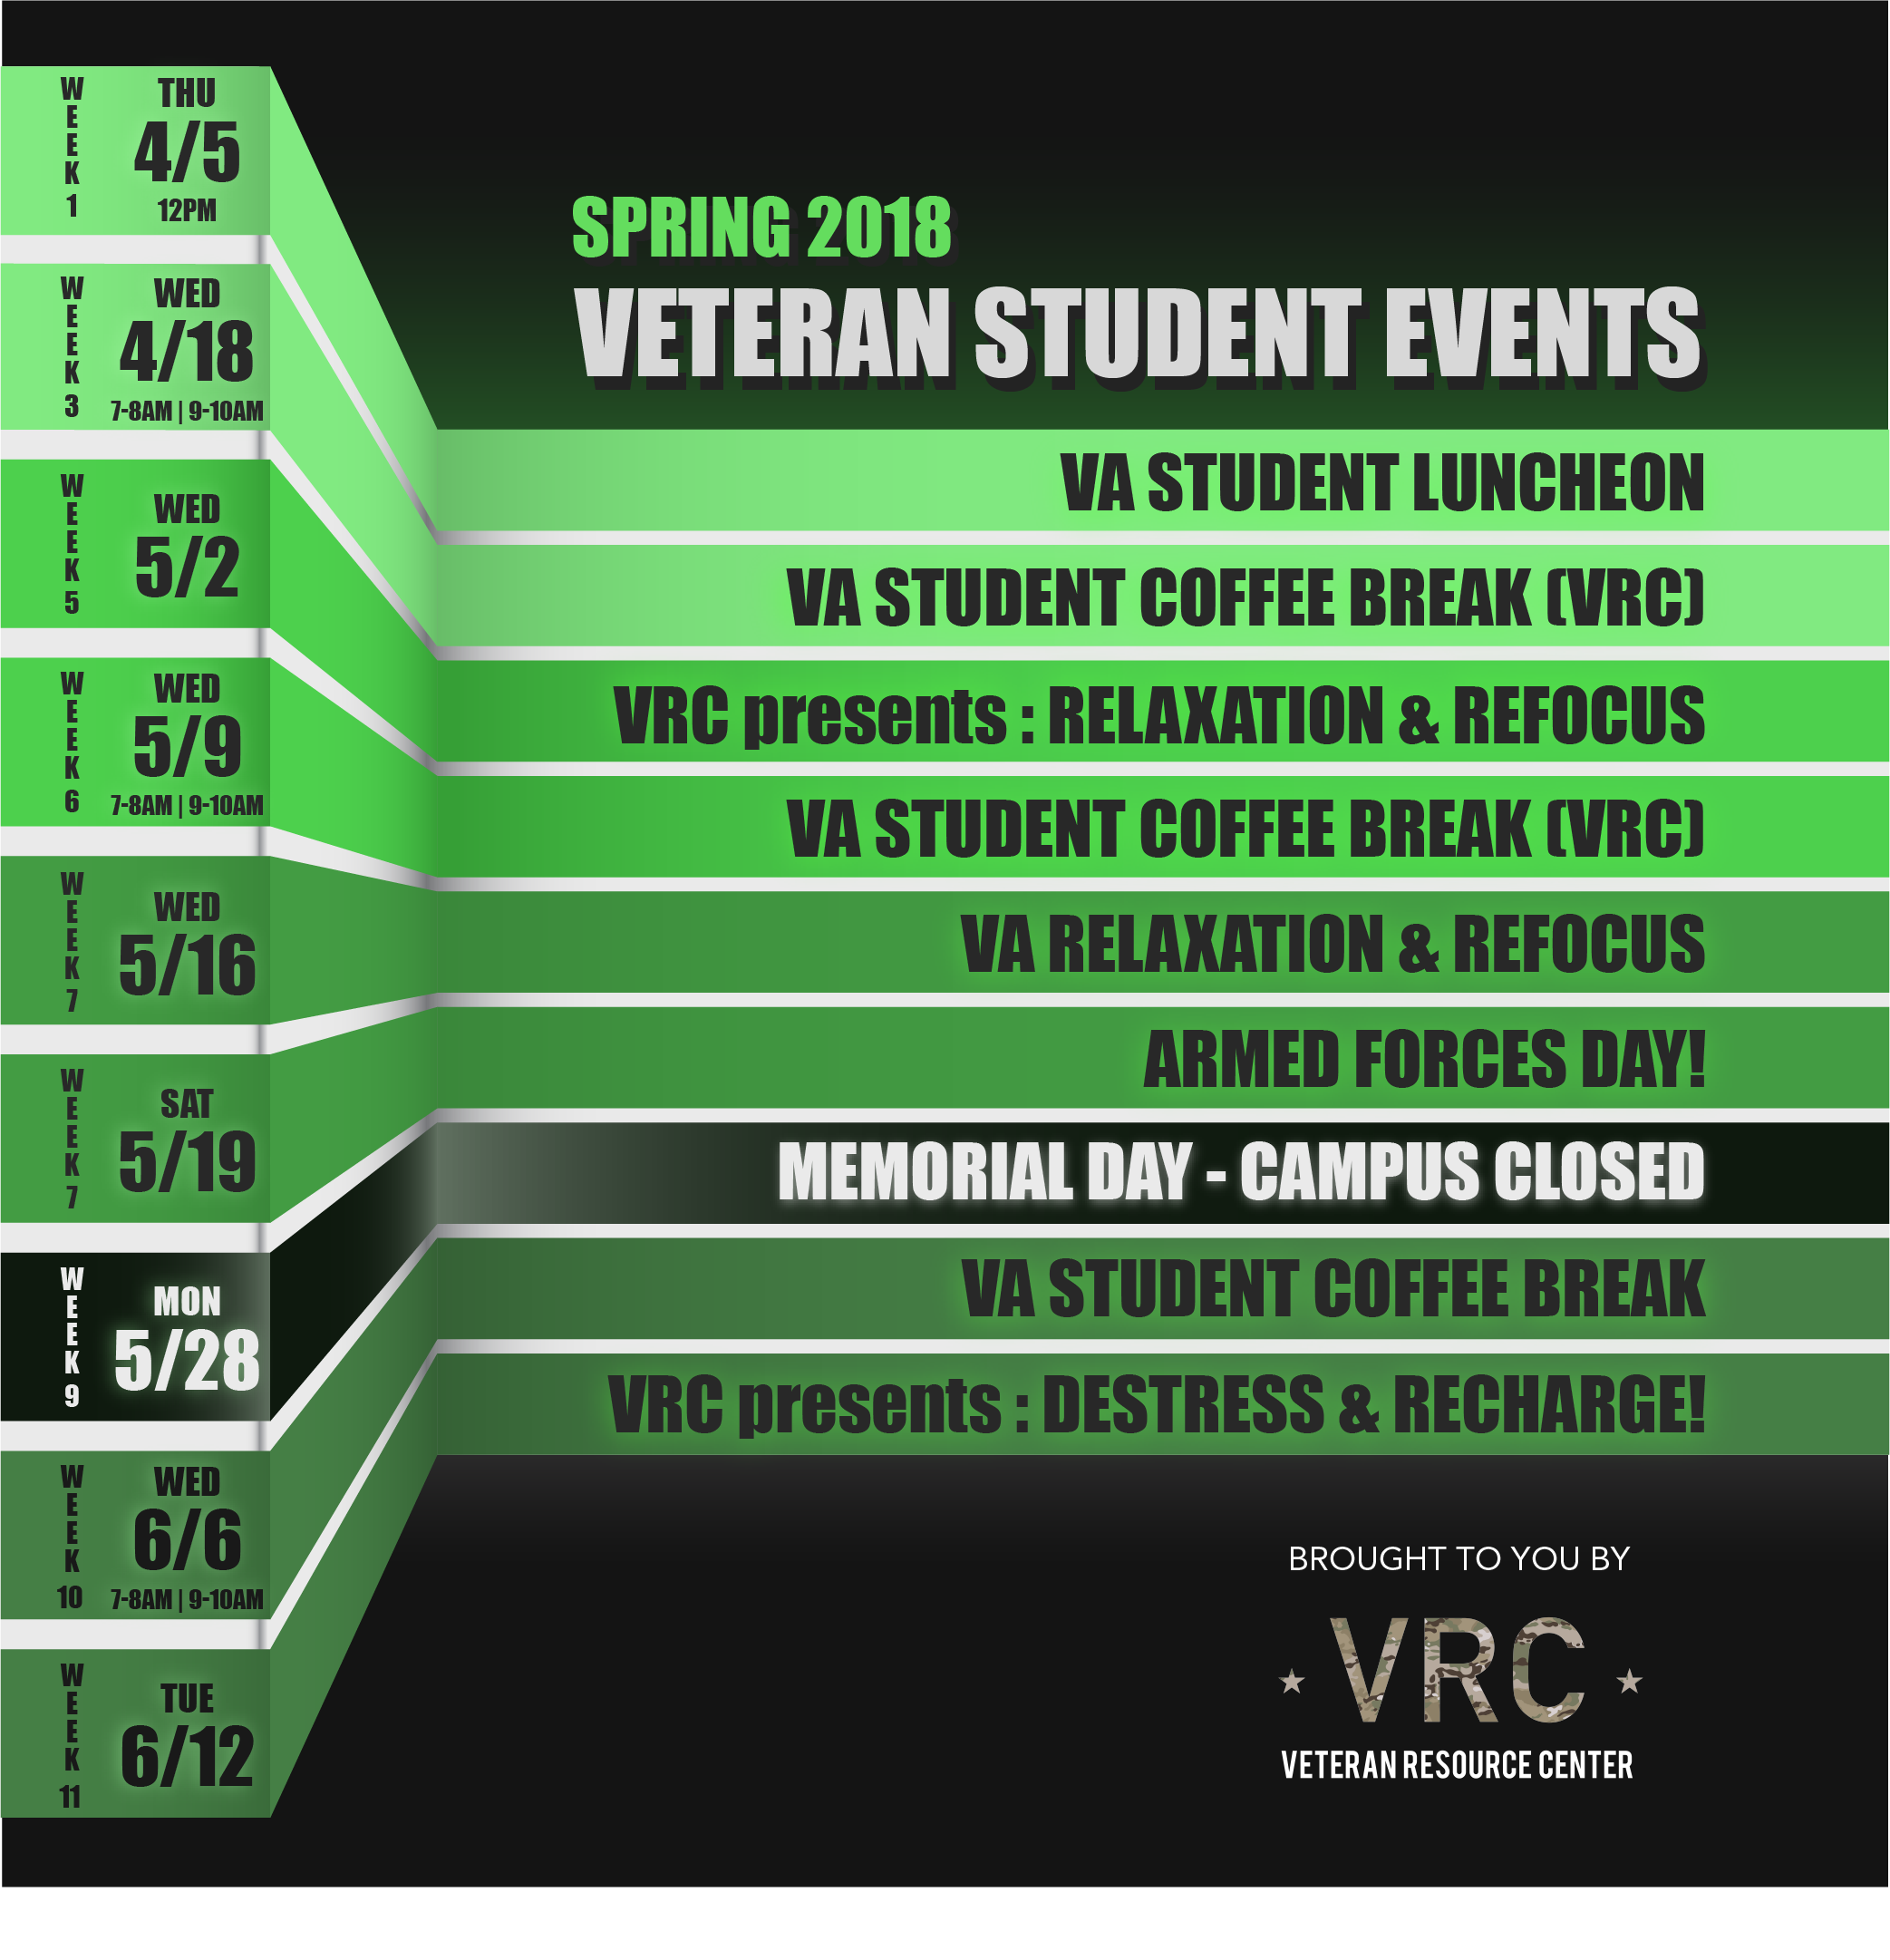 SPRING 2018
VETERAN STUDENT EVENTS
WEEK 1
THU
4/5
12PM
VA STUDENT LUNCHEON
WEEK 3
WED
4/18
7-8AM | 9-10AM
VA STUDENT COFFEE BREAK (VRC)
WEEK 5
WED
5/2
VRC presents : RELAXATION & REFOCUS
WEEK 6
WED
5/9
7-8AM | 9-10AM
VA STUDENT COFFEE BREAK (VRC)
WEEK 7
WED
5/16
VA RELAXATION & REFOCUS
WEEK 7
SAT
5/19
ARMED FORCES DAY!
WEEK 9
MON
5/28
MEMORIAL DAY - CAMPUS CLOSED
WEEK 10
WED
6/6
7-8AM | 9-10AM
VA STUDENT COFFEE BREAK
WEEK 11
TUE
6/12
VRC presents : DESTRESS & RECHARGE!
BROUGHT TO YOU BY
VRC
VETERAN RESOURCE CENTER